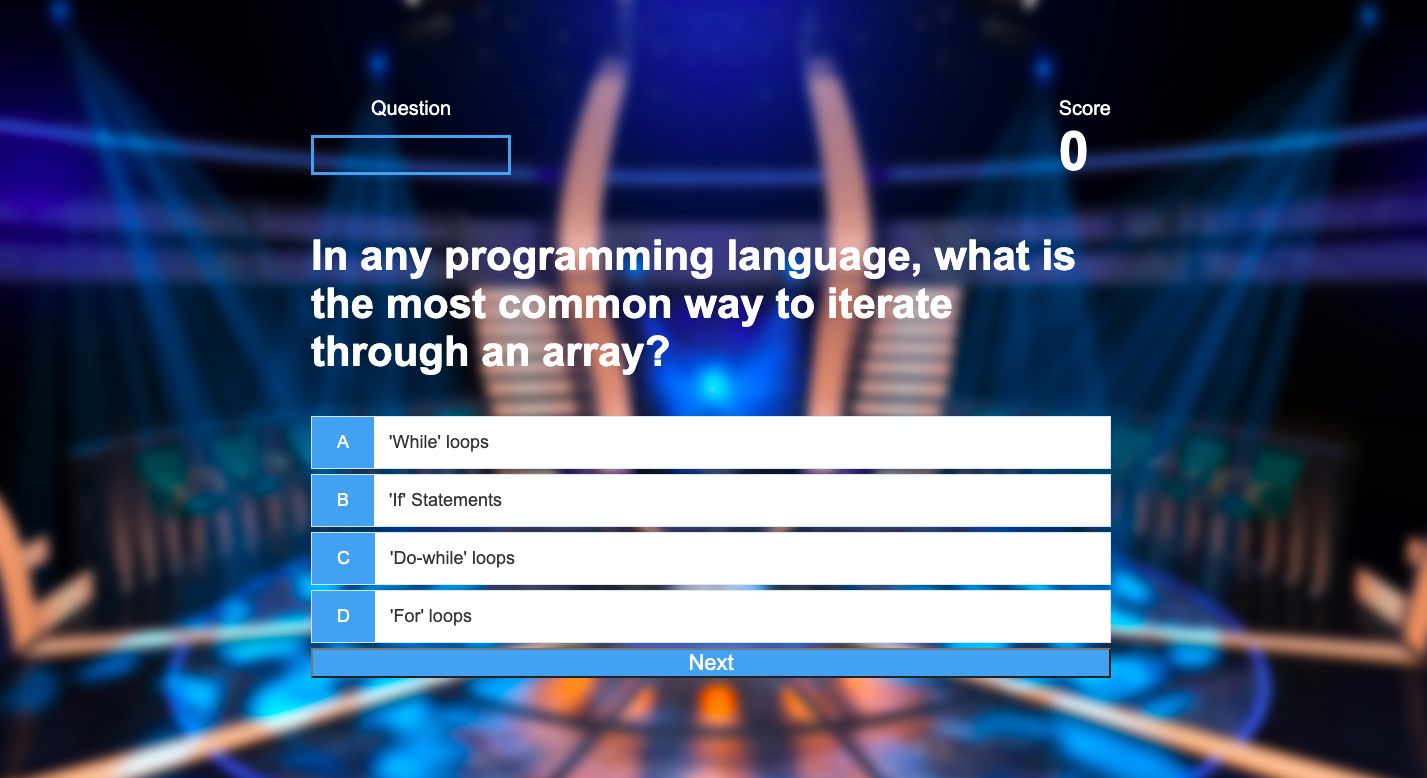 Question
Score
0
In any programming language, what is
the most common way to iterate
through an array?
A 'While' loops
B 'If' Statements
C 'Do-while' loops
D 'For' loops
Next